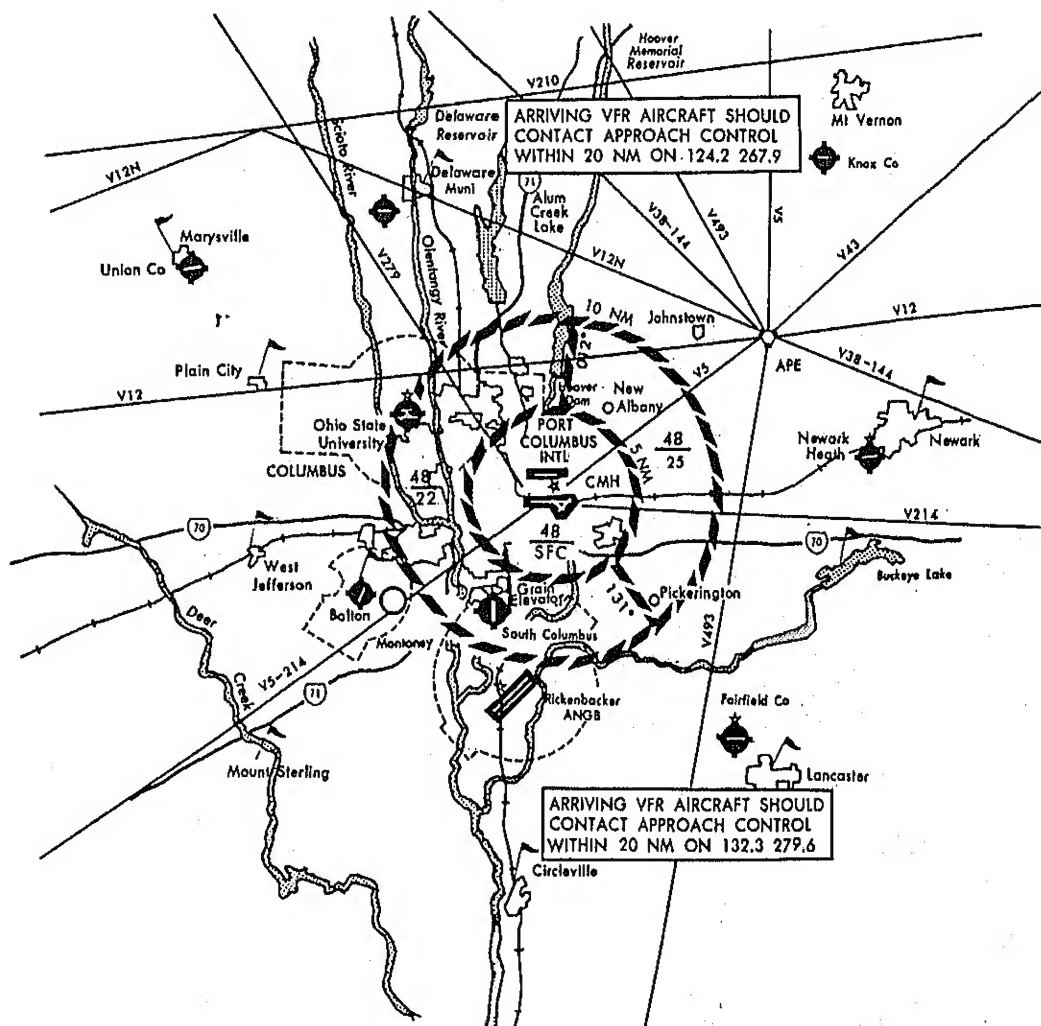 Hoover
Memorial
Reservoir
V210
ARRIVING VFR AIRCRAFT SHOULD
CONTACT APPROACH CONTROL
WITHIN 20 NM ON 124.2 267.9
Mt Vernon
Knox Co
Delaware
Reservoir
Scioto River
V12N
Delaware
Muni
71
Alum
Creek
Lake
V38-144
V493
V5
V43
Marysville
Union Co
V279
Olentangy
River
V12N
10 NM
Johnstown
V12
Plain City
V12
012°
V5
APE
V38-144
Hoover
Dam
New
Albany
Ohio State
University
PORT
COLUMBUS
INTL
5 NM
48
25
Newark
Heath
Newark
COLUMBUS
48
22
CMH
V214
70
48
SFC
70
West
Jefferson
Buckeye Lake
Bolton
Grain
Elevator
131°
Pickerington
Deer
Creek
South Columbus
V493
V5-214
71
Rickenbacker
ANGB
Fairfield Co
Mount Sterling
Lancaster
ARRIVING VFR AIRCRAFT SHOULD
CONTACT APPROACH CONTROL
WITHIN 20 NM ON 132.3 279.6
Circleville